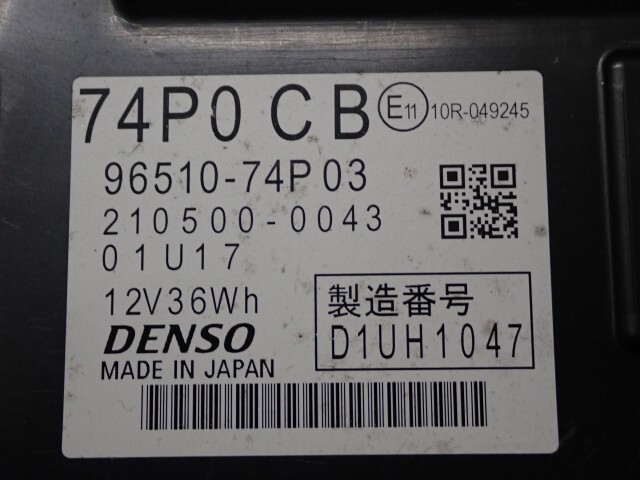 74P0 CB E11 10R-049245
96510-74P03
210500-0043
01U17
12V36Wh
製造番号
DENSO
D1UH1047
MADE IN JAPAN